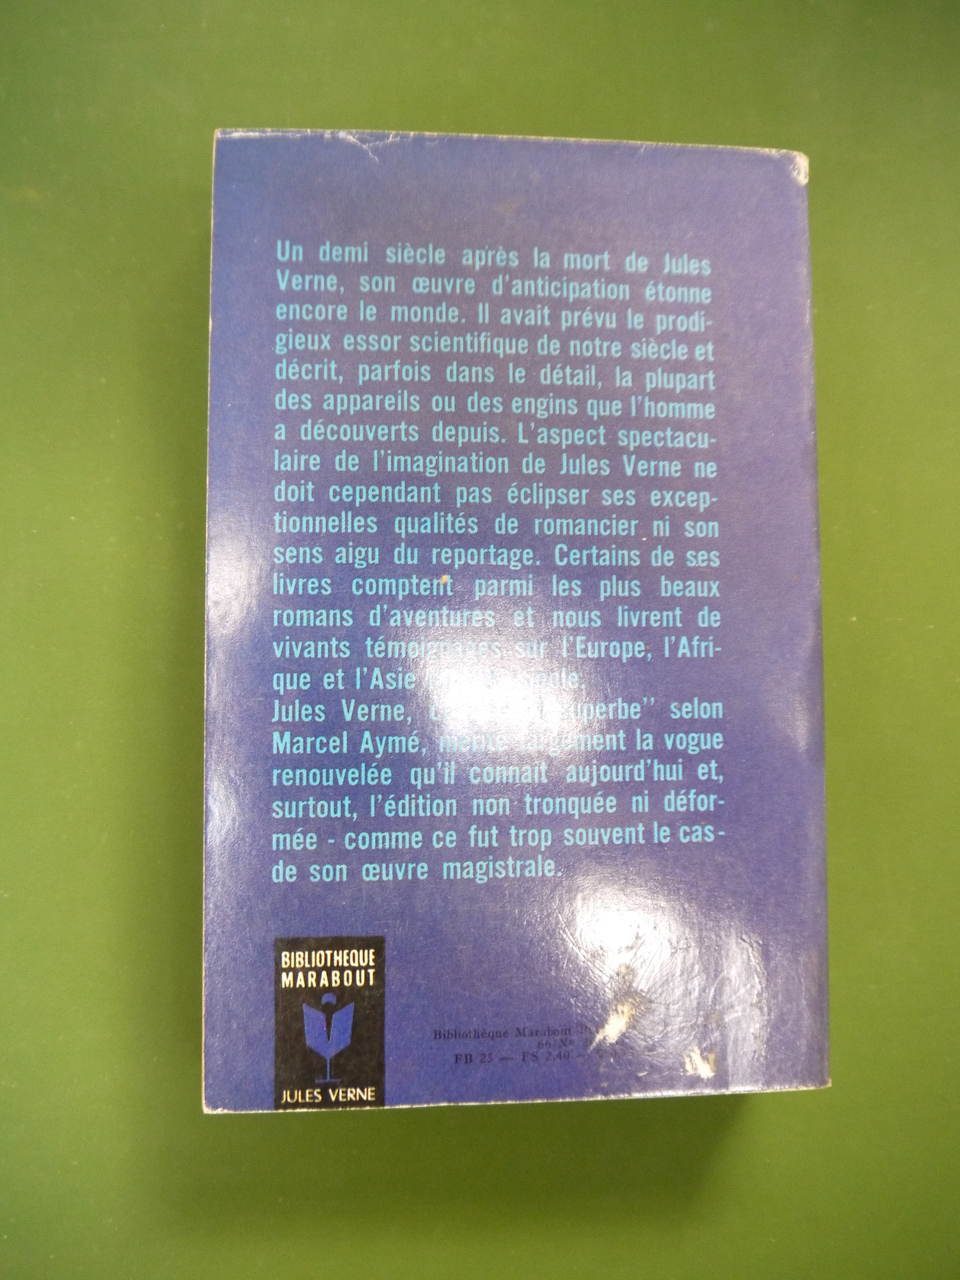 Un demi siècle après la mort de Jules
Verne, son œuvre d'anticipation étonne
encore le monde. Il avait prévu le prodi-
gieux essor scientifique de notre siècle et
décrit, parfois dans le détail, la plupart
des appareils ou des engins que l'homme
a découverts depuis. L'aspect spectacu-
laire de l'imagination de Jules Verne ne
doit cependant pas éclipser ses excep-
tionnelles qualités de romancier ni son
sens aigu du reportage. Certains de ses
livres comptent parmi les plus beaux
romans d'aventures et nous livrent de
vivants témoignages sur l'Europe, l'Afri-
que et l'Asie
Jules Verne, selon
Marcel Aymé, mérite largement la vogue
renouvelée qu'il connait aujourd'hui et,
surtout, l'édition non tronquée ni défor-
mée - comme ce fut trop souvent le cas-
de son œuvre magistrale.
BIBLIOTHEQUE
MARABOUT
JULES VERNE
Bibliothèque Marabout
66/N°
FB 25 — FS 2,40 —